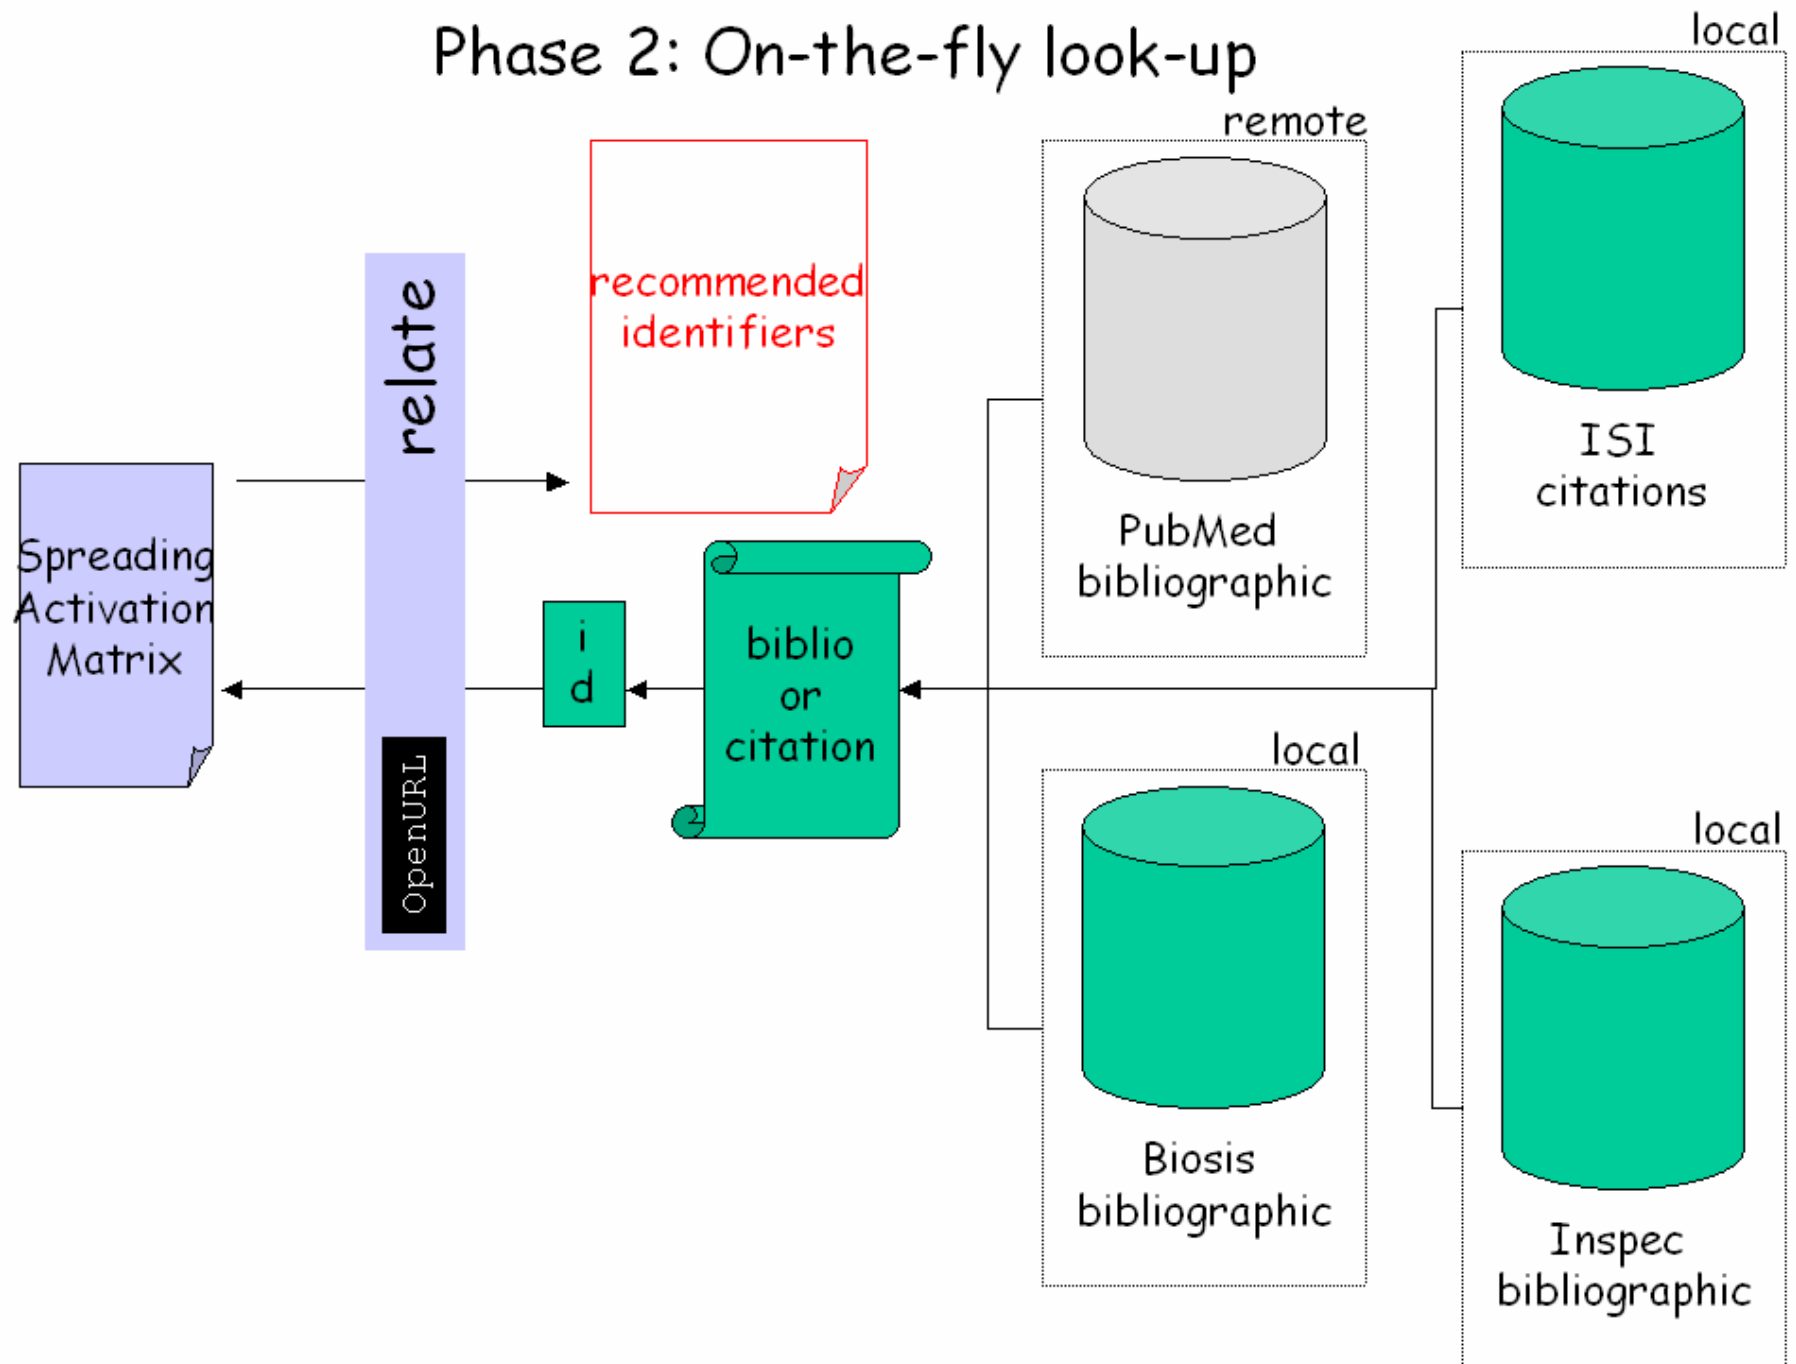 Phase 2: On-the-fly look-up
local
remote
recommended
identifiers
relate
ISI
citations
PubMed
bibliographic
Spreading
Activation
Matrix
i
d
biblio
or
citation
OpenURL
local
local
Biosis
bibliographic
Inspec
bibliographic